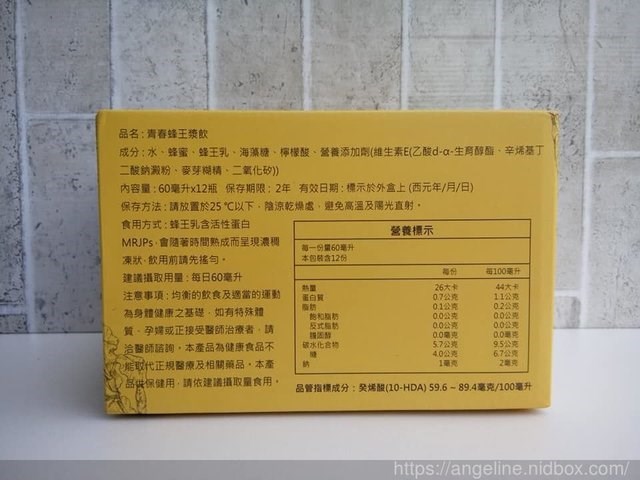 品名：青春蜂王漿飲
成分：水、蜂蜜、蜂王乳、海藻糖、檸檬酸、營養添加劑(維生素E(乙酸d-α-生育醇酯、辛烯基丁
二酸鈉澱粉、麥芽糊精、二氧化矽))
內容量：60毫升x12瓶 保存期限：2年 有效日期：標示於外盒上 (西元年/月/日)
保存方法：請放置於25 ℃以下，陰涼乾燥處，避免高溫及陽光直射。
食用方式：蜂王乳含活性蛋白
MRJPs，會隨著時間熟成而呈現濃稠
凍狀，飲用前請先搖勻。
建議攝取用量：每日60毫升
注意事項：均衡的飲食及適當的運動
為身體健康之基礎，如有特殊體
質、孕婦或正接受醫師治療者，請
洽醫師諮詢。本產品為健康食品不
能取代正規醫療及相關藥品。本產
品供保健用，請依建議攝取量食用。
營養標示
每一份量60毫升
本包裝含12份
每份 每100毫升
熱量 26大卡 44大卡
蛋白質 0.7公克 1.1公克
脂肪 0.1公克 0.2公克
飽和脂肪 0.0公克 0.0公克
反式脂肪 0.0公克 0.0公克
膽固醇 0.0毫克 0.0毫克
碳水化合物 5.7公克 9.5公克
糖 4.0公克 6.7公克
鈉 1毫克 2毫克
品管指標成分：癸烯酸(10-HDA) 59.6 – 89.4毫克/100毫升
https://angeline.nidbox.com/